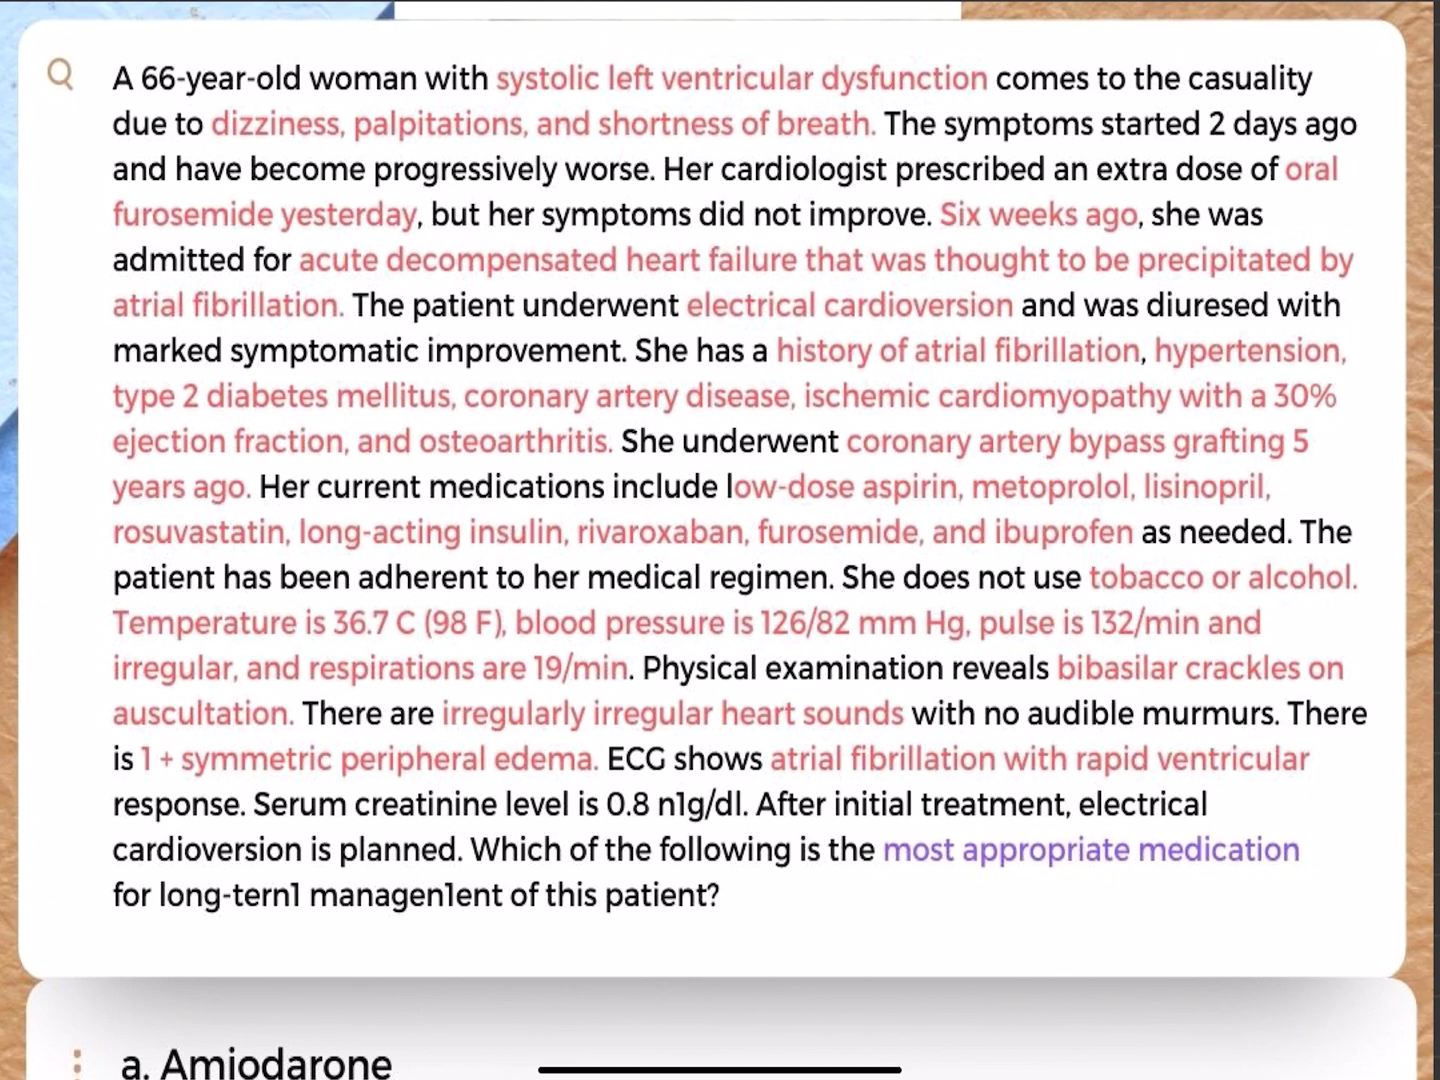 Q
A 66-year-old woman with systolic left ventricular dysfunction comes to the casuality
due to dizziness, palpitations, and shortness of breath. The symptoms started 2 days ago
and have become progressively worse. Her cardiologist prescribed an extra dose of oral
furosemide yesterday, but her symptoms did not improve. Six weeks ago, she was
admitted for acute decompensated heart failure that was thought to be precipitated by
atrial fibrillation. The patient underwent electrical cardioversion and was diuresed with
marked symptomatic improvement. She has a history of atrial fibrillation, hypertension,
type 2 diabetes mellitus, coronary artery disease, ischemic cardiomyopathy with a 30%
ejection fraction, and osteoarthritis. She underwent coronary artery bypass grafting 5
years ago. Her current medications include low-dose aspirin, metoprolol, lisinopril,
rosuvastatin, long-acting insulin, rivaroxaban, furosemide, and ibuprofen as needed. The
patient has been adherent to her medical regimen. She does not use tobacco or alcohol.
Temperature is 36.7 C (98 F), blood pressure is 126/82 mm Hg, pulse is 132/min and
irregular, and respirations are 19/min. Physical examination reveals bibasilar crackles on
auscultation. There are irregularly irregular heart sounds with no audible murmurs. There
is 1 + symmetric peripheral edema. ECG shows atrial fibrillation with rapid ventricular
response. Serum creatinine level is 0.8 n1g/dl. After initial treatment, electrical
cardioversion is planned. Which of the following is the most appropriate medication
for long-tern1 managen1ent of this patient?
a. Amiodarone